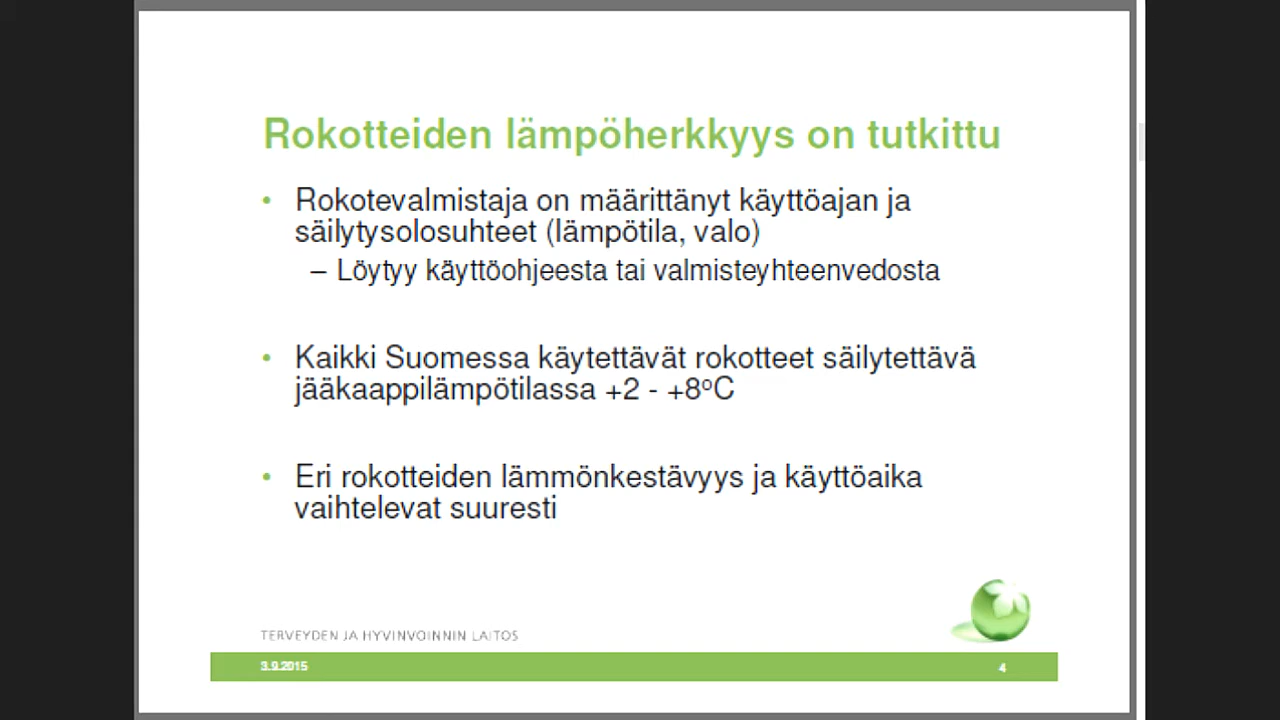 Rokotteiden lämpöherkkyys on tutkittu
• Rokotevalmistaja on määrittänyt käyttöajan ja
säilytysolosuhteet (lämpötila, valo)
– Löytyy käyttöohjeesta tai valmisteyhteenvedosta
• Kaikki Suomessa käytettävät rokotteet säilytettävä
jääkaappilämpötilassa +2 - +8ºC
• Eri rokotteiden lämmönkestävyys ja käyttöaika
vaihtelevat suuresti
TERVEYDEN JA HYVINVOINNIN LAITOS
3.9.2015
4